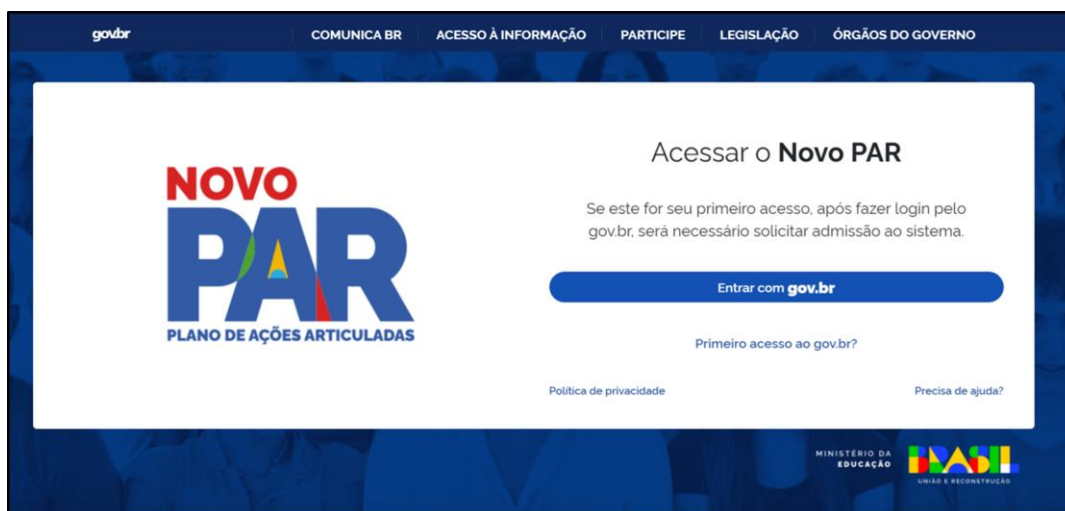 gov.br
COMUNICA BR ACESSO À INFORMAÇÃO PARTICIPE LEGISLAÇÃO ÓRGÃOS DO GOVERNO
NOVO
PAR
PLANO DE AÇÕES ARTICULADAS
Acessar o Novo PAR
Se este for seu primeiro acesso, após fazer login pelo
gov.br, será necessário solicitar admissão ao sistema.
Entrar com gov.br
Primeiro acesso ao gov.br?
Política de privacidade
Precisa de ajuda?
MINISTÉRIO DA
EDUCAÇÃO
BRASIL
UNIÃO E RECONSTRUÇÃO